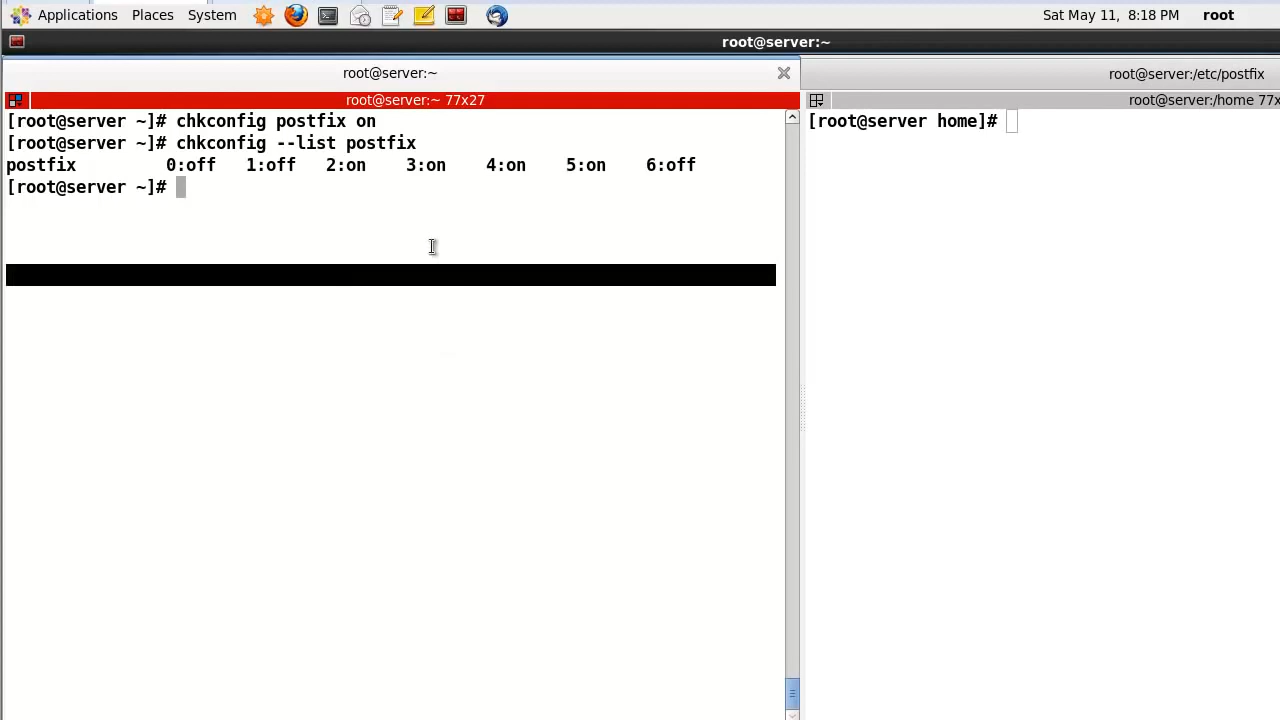 Applications Places System Sat May 11, 8:18 PM root
root@server:~
root@server:~ root@server:/etc/postfix
root@server:~ 77x27 root@server:/home 77x
[root@server ~]# chkconfig postfix on
[root@server ~]# chkconfig --list postfix
postfix 0:off 1:off 2:on 3:on 4:on 5:on 6:off
[root@server ~]#
[root@server home]#